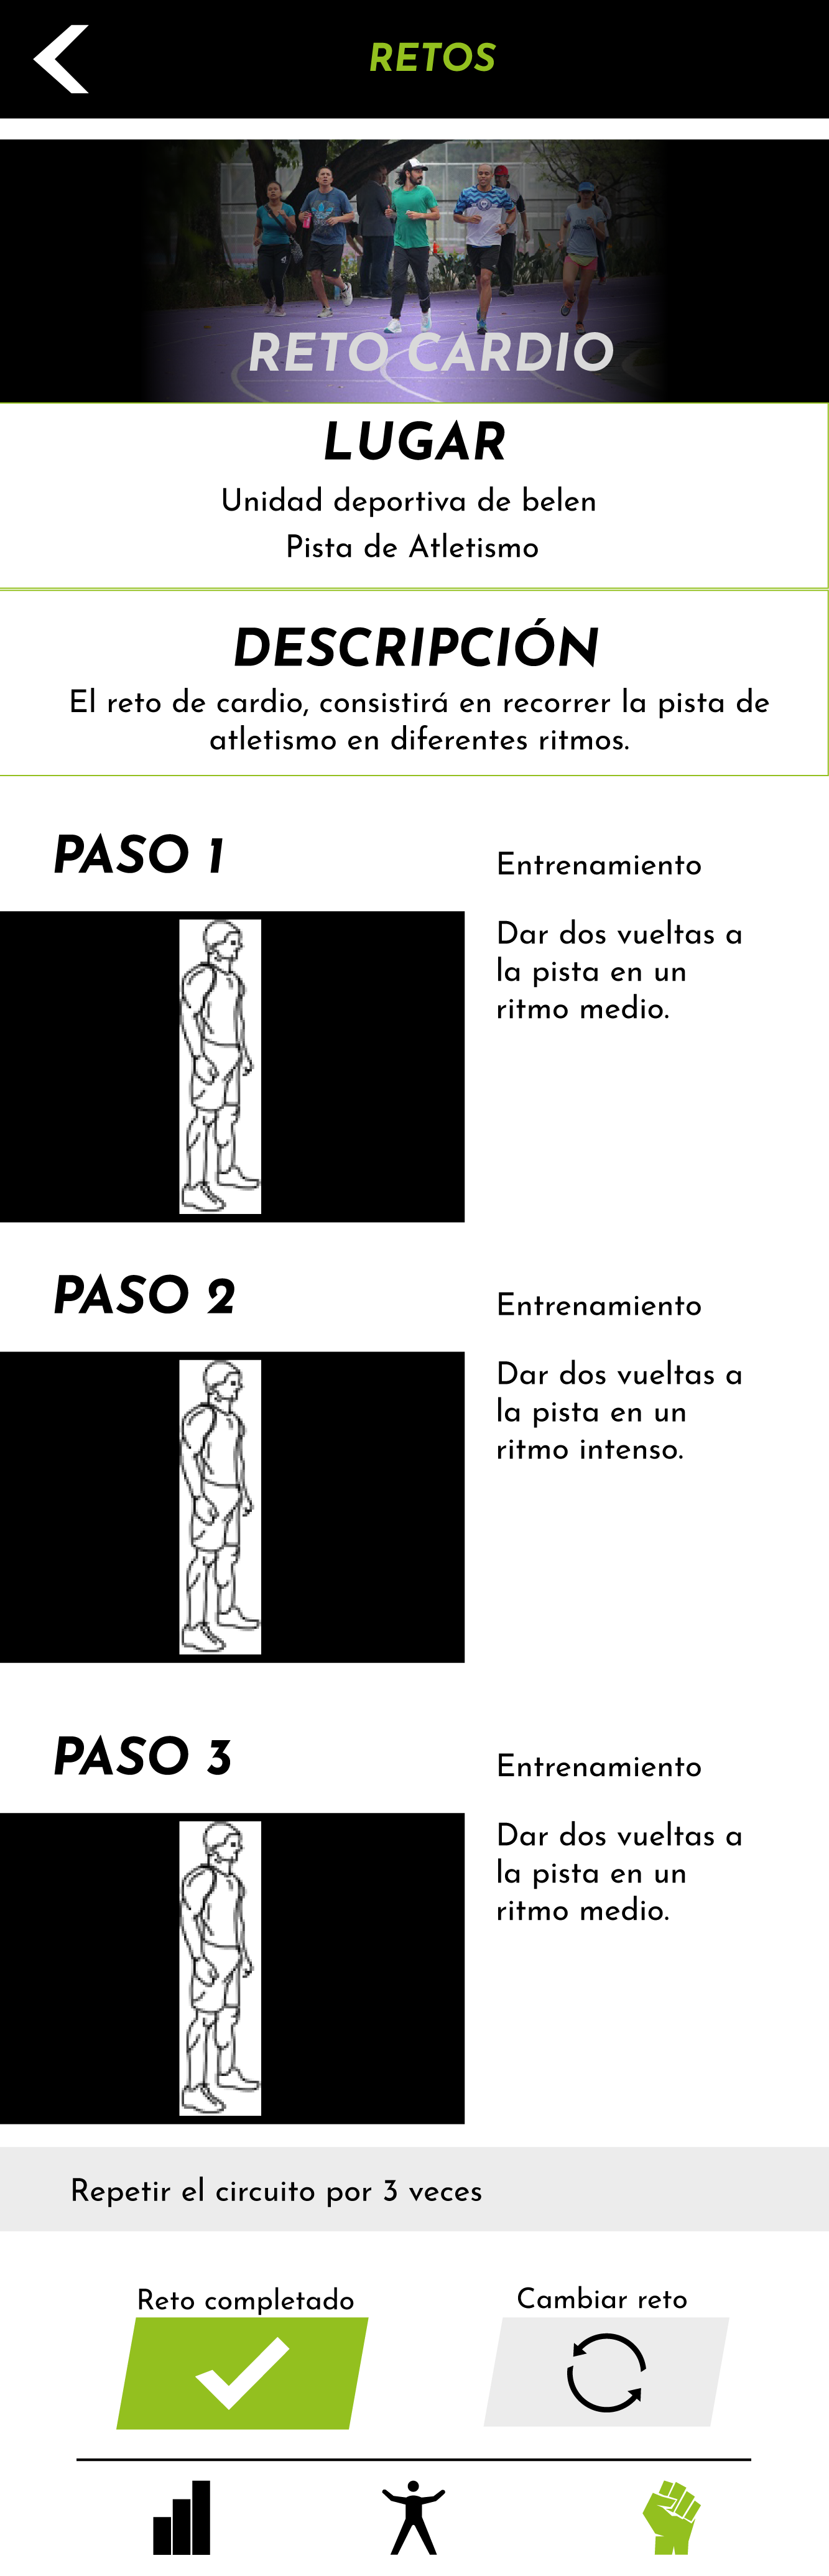 RETOS
RETO CARDIO
LUGAR
Unidad deportiva de belen
Pista de Atletismo
DESCRIPCIÓN
El reto de cardio, consistirá en recorrer la pista de
atletismo en diferentes ritmos.
PASO 1
Entrenamiento
Dar dos vueltas a
la pista en un
ritmo medio.
PASO 2
Entrenamiento
Dar dos vueltas a
la pista en un
ritmo intenso.
PASO 3
Entrenamiento
Dar dos vueltas a
la pista en un
ritmo medio.
Repetir el circuito por 3 veces
Reto completado
Cambiar reto